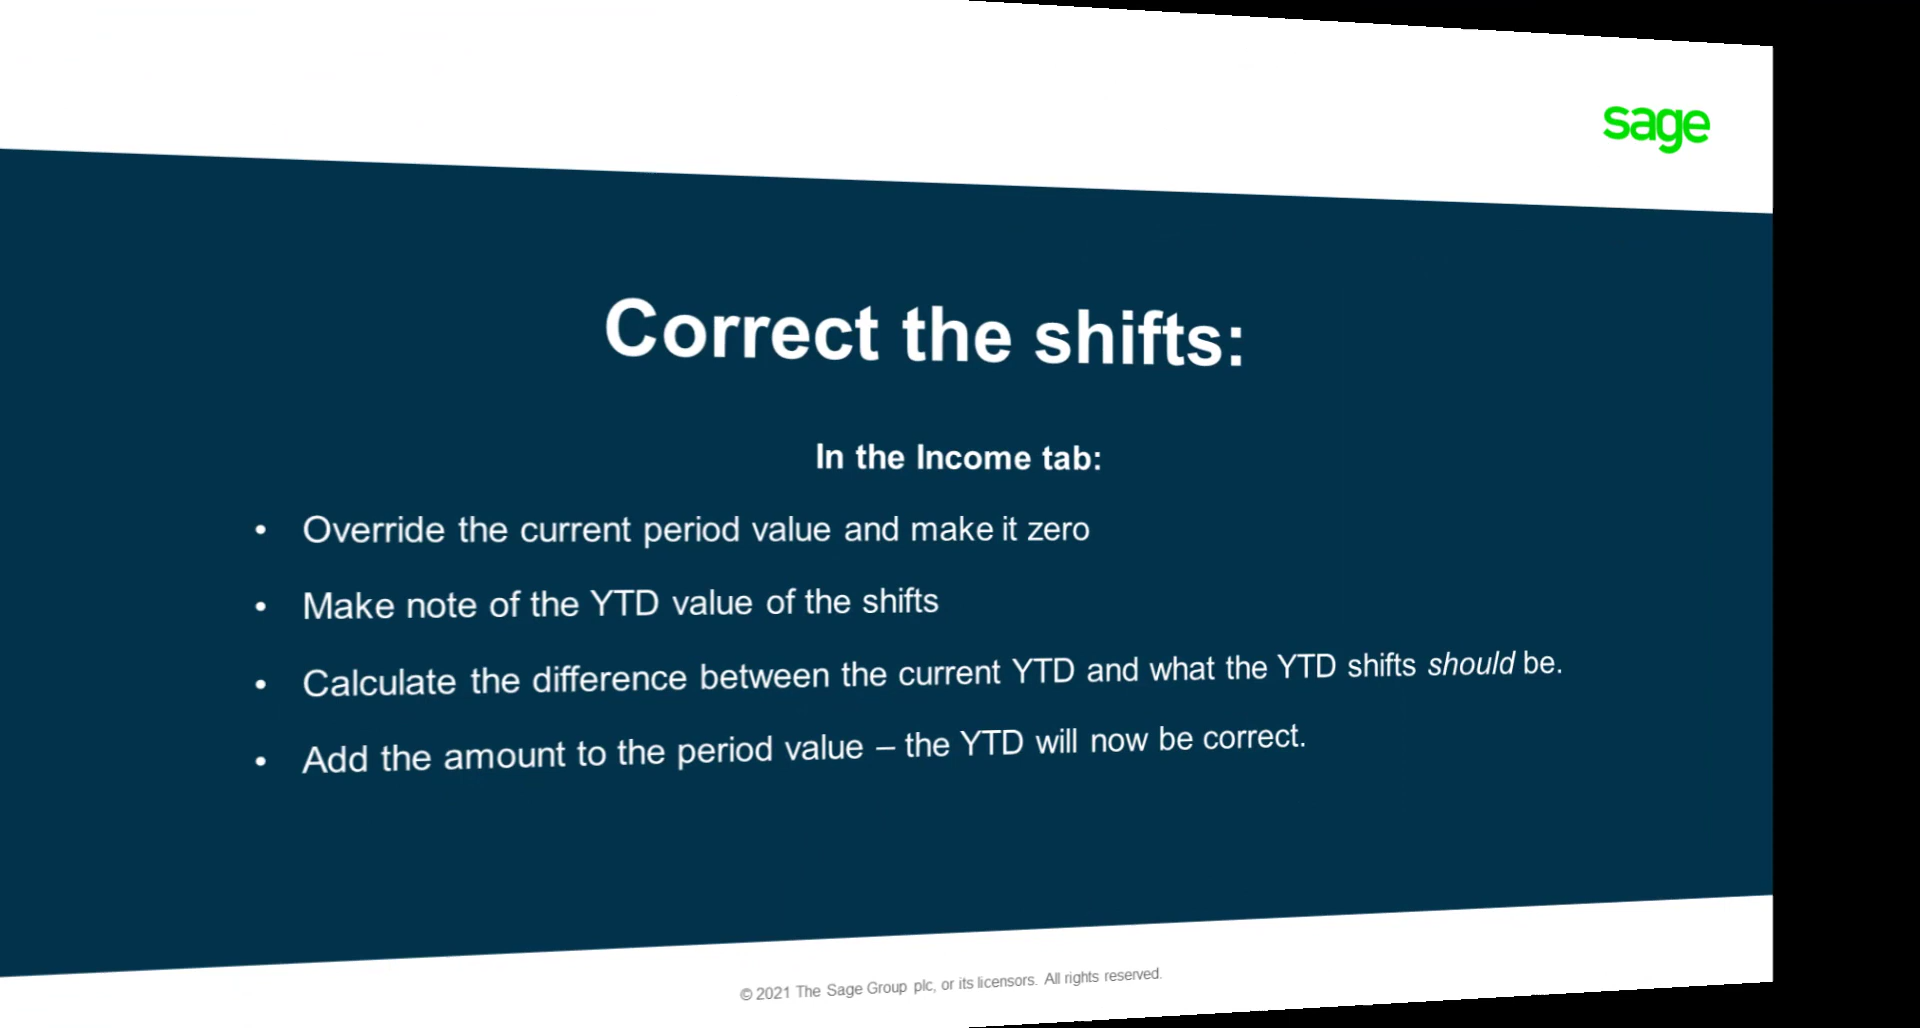 sage
Correct the shifts:
In the Income tab:
• Override the current period value and make it zero
• Make note of the YTD value of the shifts
• Calculate the difference between the current YTD and what the YTD shifts should be.
• Add the amount to the period value – the YTD will now be correct.
© 2021 The Sage Group plc, or its licensors. All rights reserved.